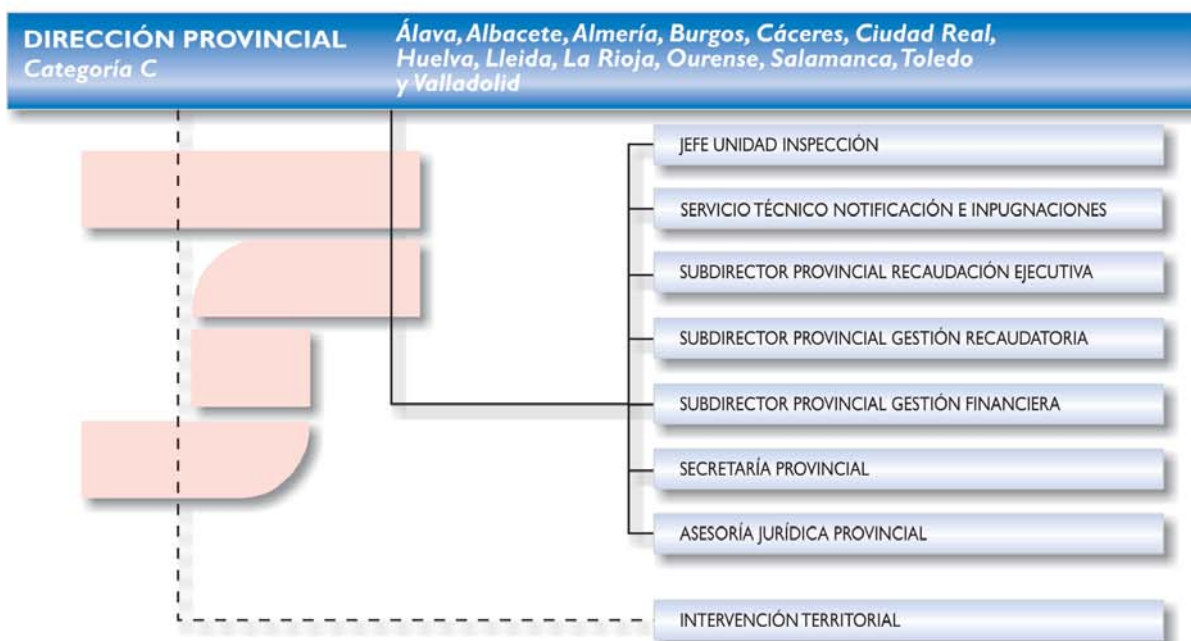 DIRECCIÓN PROVINCIAL
Categoría C
Álava, Albacete, Almería, Burgos, Cáceres, Ciudad Real,
Huelva, Lleida, La Rioja, Ourense, Salamanca, Toledo
y Valladolid
JEFE UNIDAD INSPECCIÓN
SERVICIO TÉCNICO NOTIFICACIÓN E INPUGNACIONES
SUBDIRECTOR PROVINCIAL RECAUDACIÓN EJECUTIVA
SUBDIRECTOR PROVINCIAL GESTIÓN RECAUDATORIA
SUBDIRECTOR PROVINCIAL GESTIÓN FINANCIERA
SECRETARÍA PROVINCIAL
ASESORÍA JURÍDICA PROVINCIAL
INTERVENCIÓN TERRITORIAL